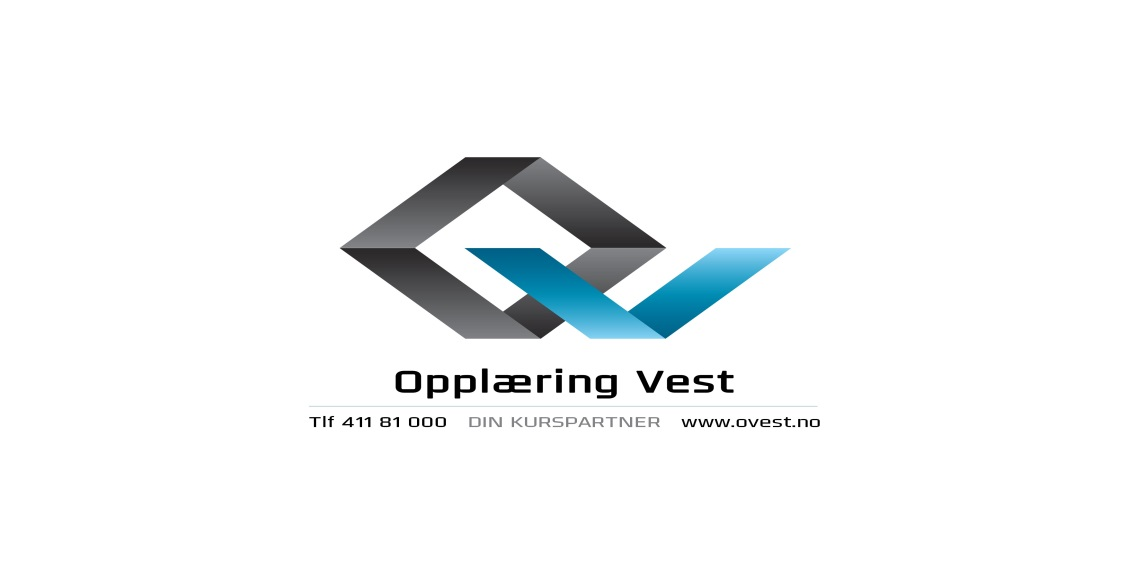 Opplæring Vest
Tlf 411 81 000 DIN KURSPARTNER www.ovest.no